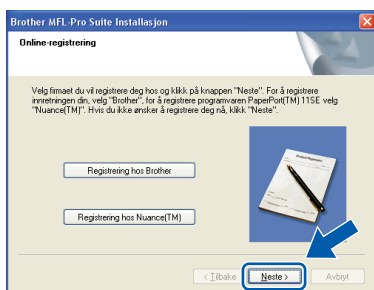 Brother MFL-Pro Suite Installasjon
Online-registrering
Velg firmaet du vil registrere deg hos og klikk på knappen "Neste". For å registrere
innretningen din, velg "Brother", for å registrere programvaren PaperPort(TM) 11SE velg
"Nuance(TM)". Hvis du ikke ønsker å registrere deg nå, klikk "Neste".
Registrering hos Brother
Registrering hos Nuance(TM)
< Tilbake
Neste >
Avbryt